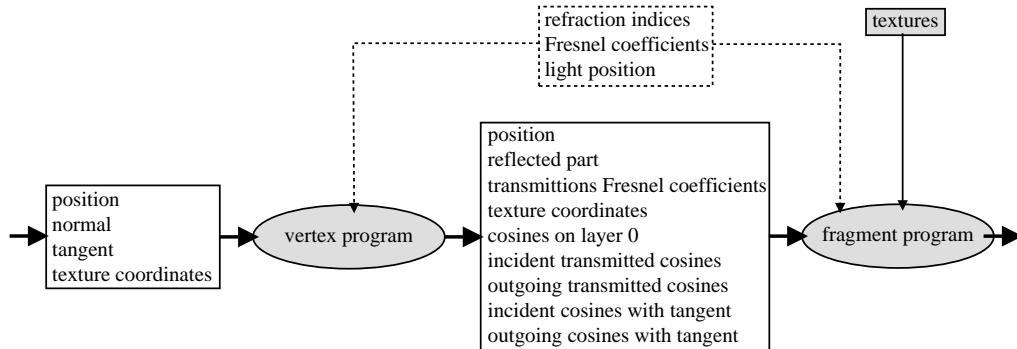 refraction indices
Fresnel coefficients
light position
textures
position
normal
tangent
texture coordinates
vertex program
position
reflected part
transmittions Fresnel coefficients
texture coordinates
cosines on layer 0
incident transmitted cosines
outgoing transmitted cosines
incident cosines with tangent
outgoing cosines with tangent
fragment program